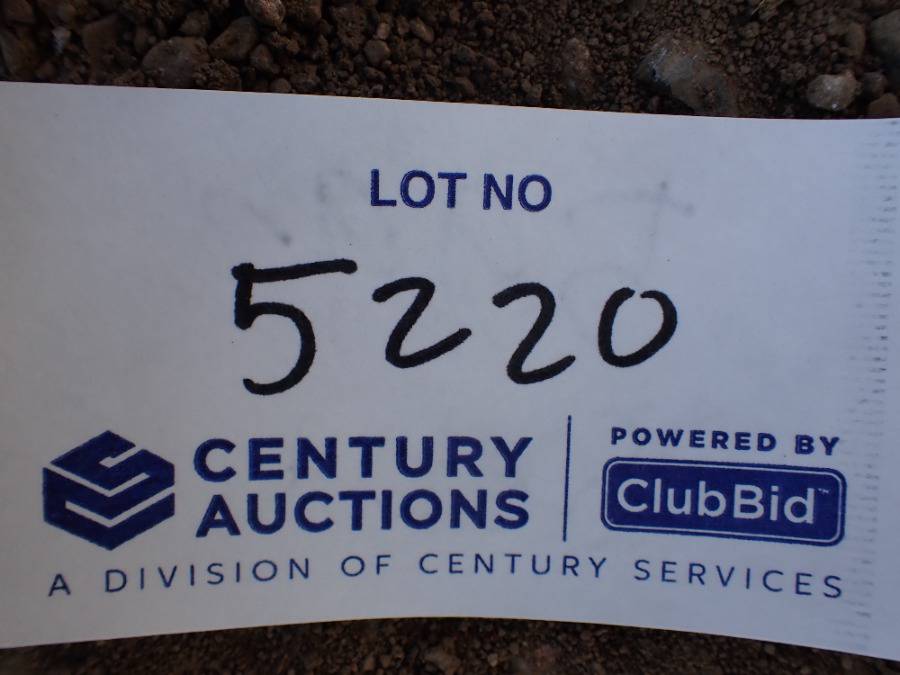 LOT NO
5220
CENTURY
AUCTIONS
POWERED BY
ClubBid™
A DIVISION OF CENTURY SERVICES